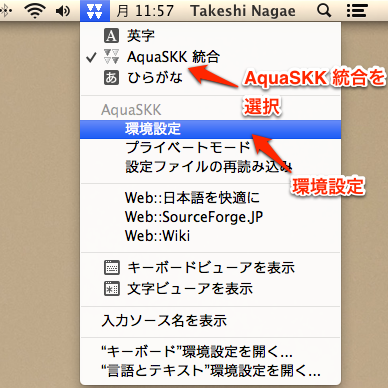 月 11:57 Takeshi Nagae
A 英字
✓ AquaSKK 統合
あ ひらがな
AquaSKK 統合を
選択
AquaSKK
環境設定
プライベートモード
設定ファイルの再読み込み
環境設定
Web::日本語を快適に
Web::SourceForge.JP
Web::Wiki
キーボードビューアを表示
文字ビューアを表示
入力ソース名を表示
“キーボード”環境設定を開く...
“言語とテキスト”環境設定を開く...